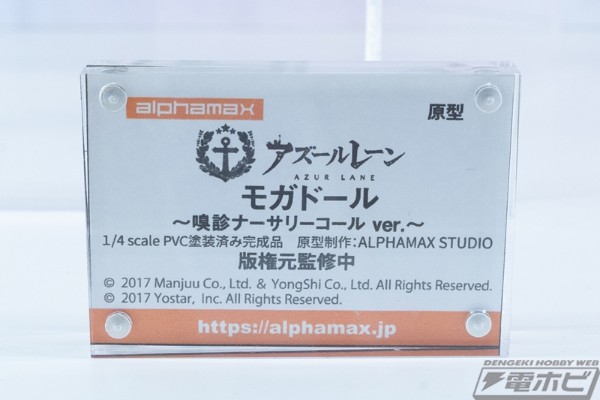 alphamax
原型
アズールレーン
AZUR LANE
モガドール
～嗅診ナーサリーコール ver.～
1/4 scale PVC塗装済み完成品　原型制作：ALPHAMAX STUDIO
版権元監修中
© 2017 Manjuu Co., Ltd. & YongShi Co., Ltd. All Rights Reserved.
© 2017 Yostar, Inc. All Rights Reserved.
https://alphamax.jp
DENGEKI HOBBY WEB
電ホビ